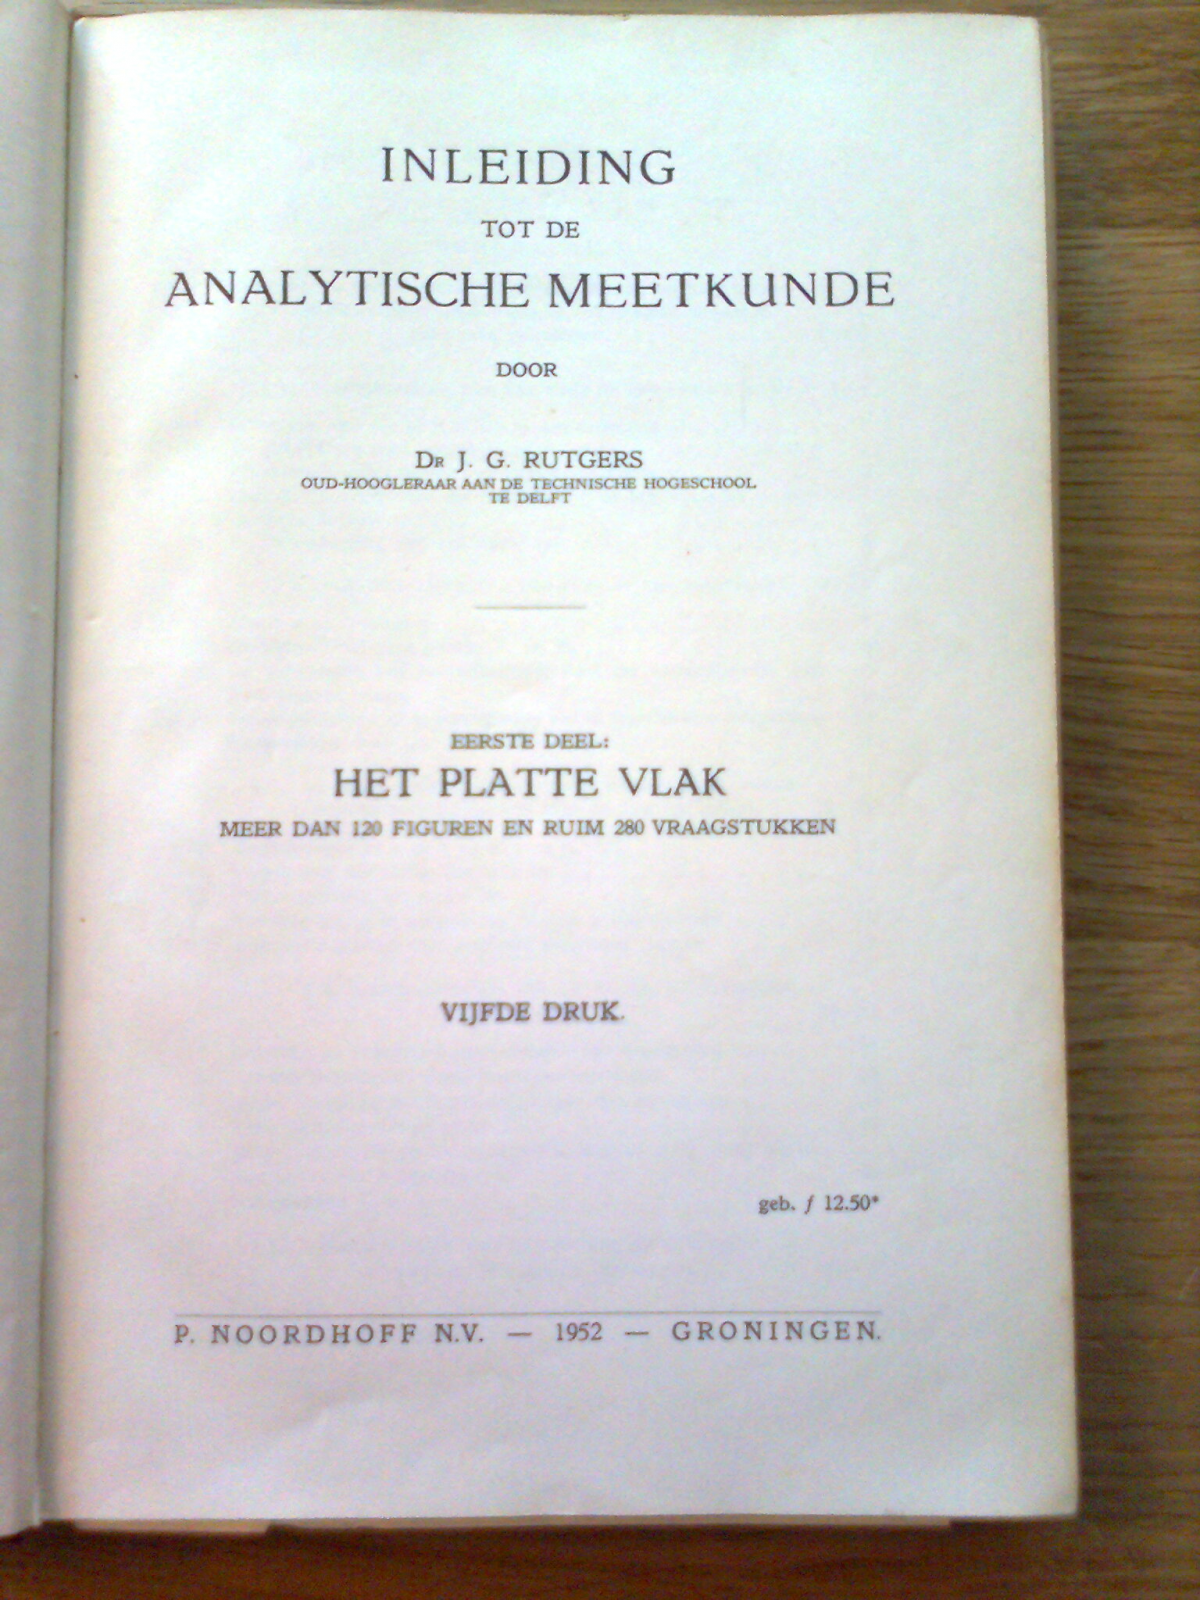 INLEIDING
TOT DE
ANALYTISCHE MEETKUNDE
DOOR
DR J. G. RUTGERS
OUD-HOOGLERAAR AAN DE TECHNISCHE HOGESCHOOL
TE DELFT
EERSTE DEEL:
HET PLATTE VLAK
MEER DAN 120 FIGUREN EN RUIM 280 VRAAGSTUKKEN
VIJFDE DRUK.
geb. ƒ 12.50*
P. NOORDHOFF N.V. — 1952 — GRONINGEN.